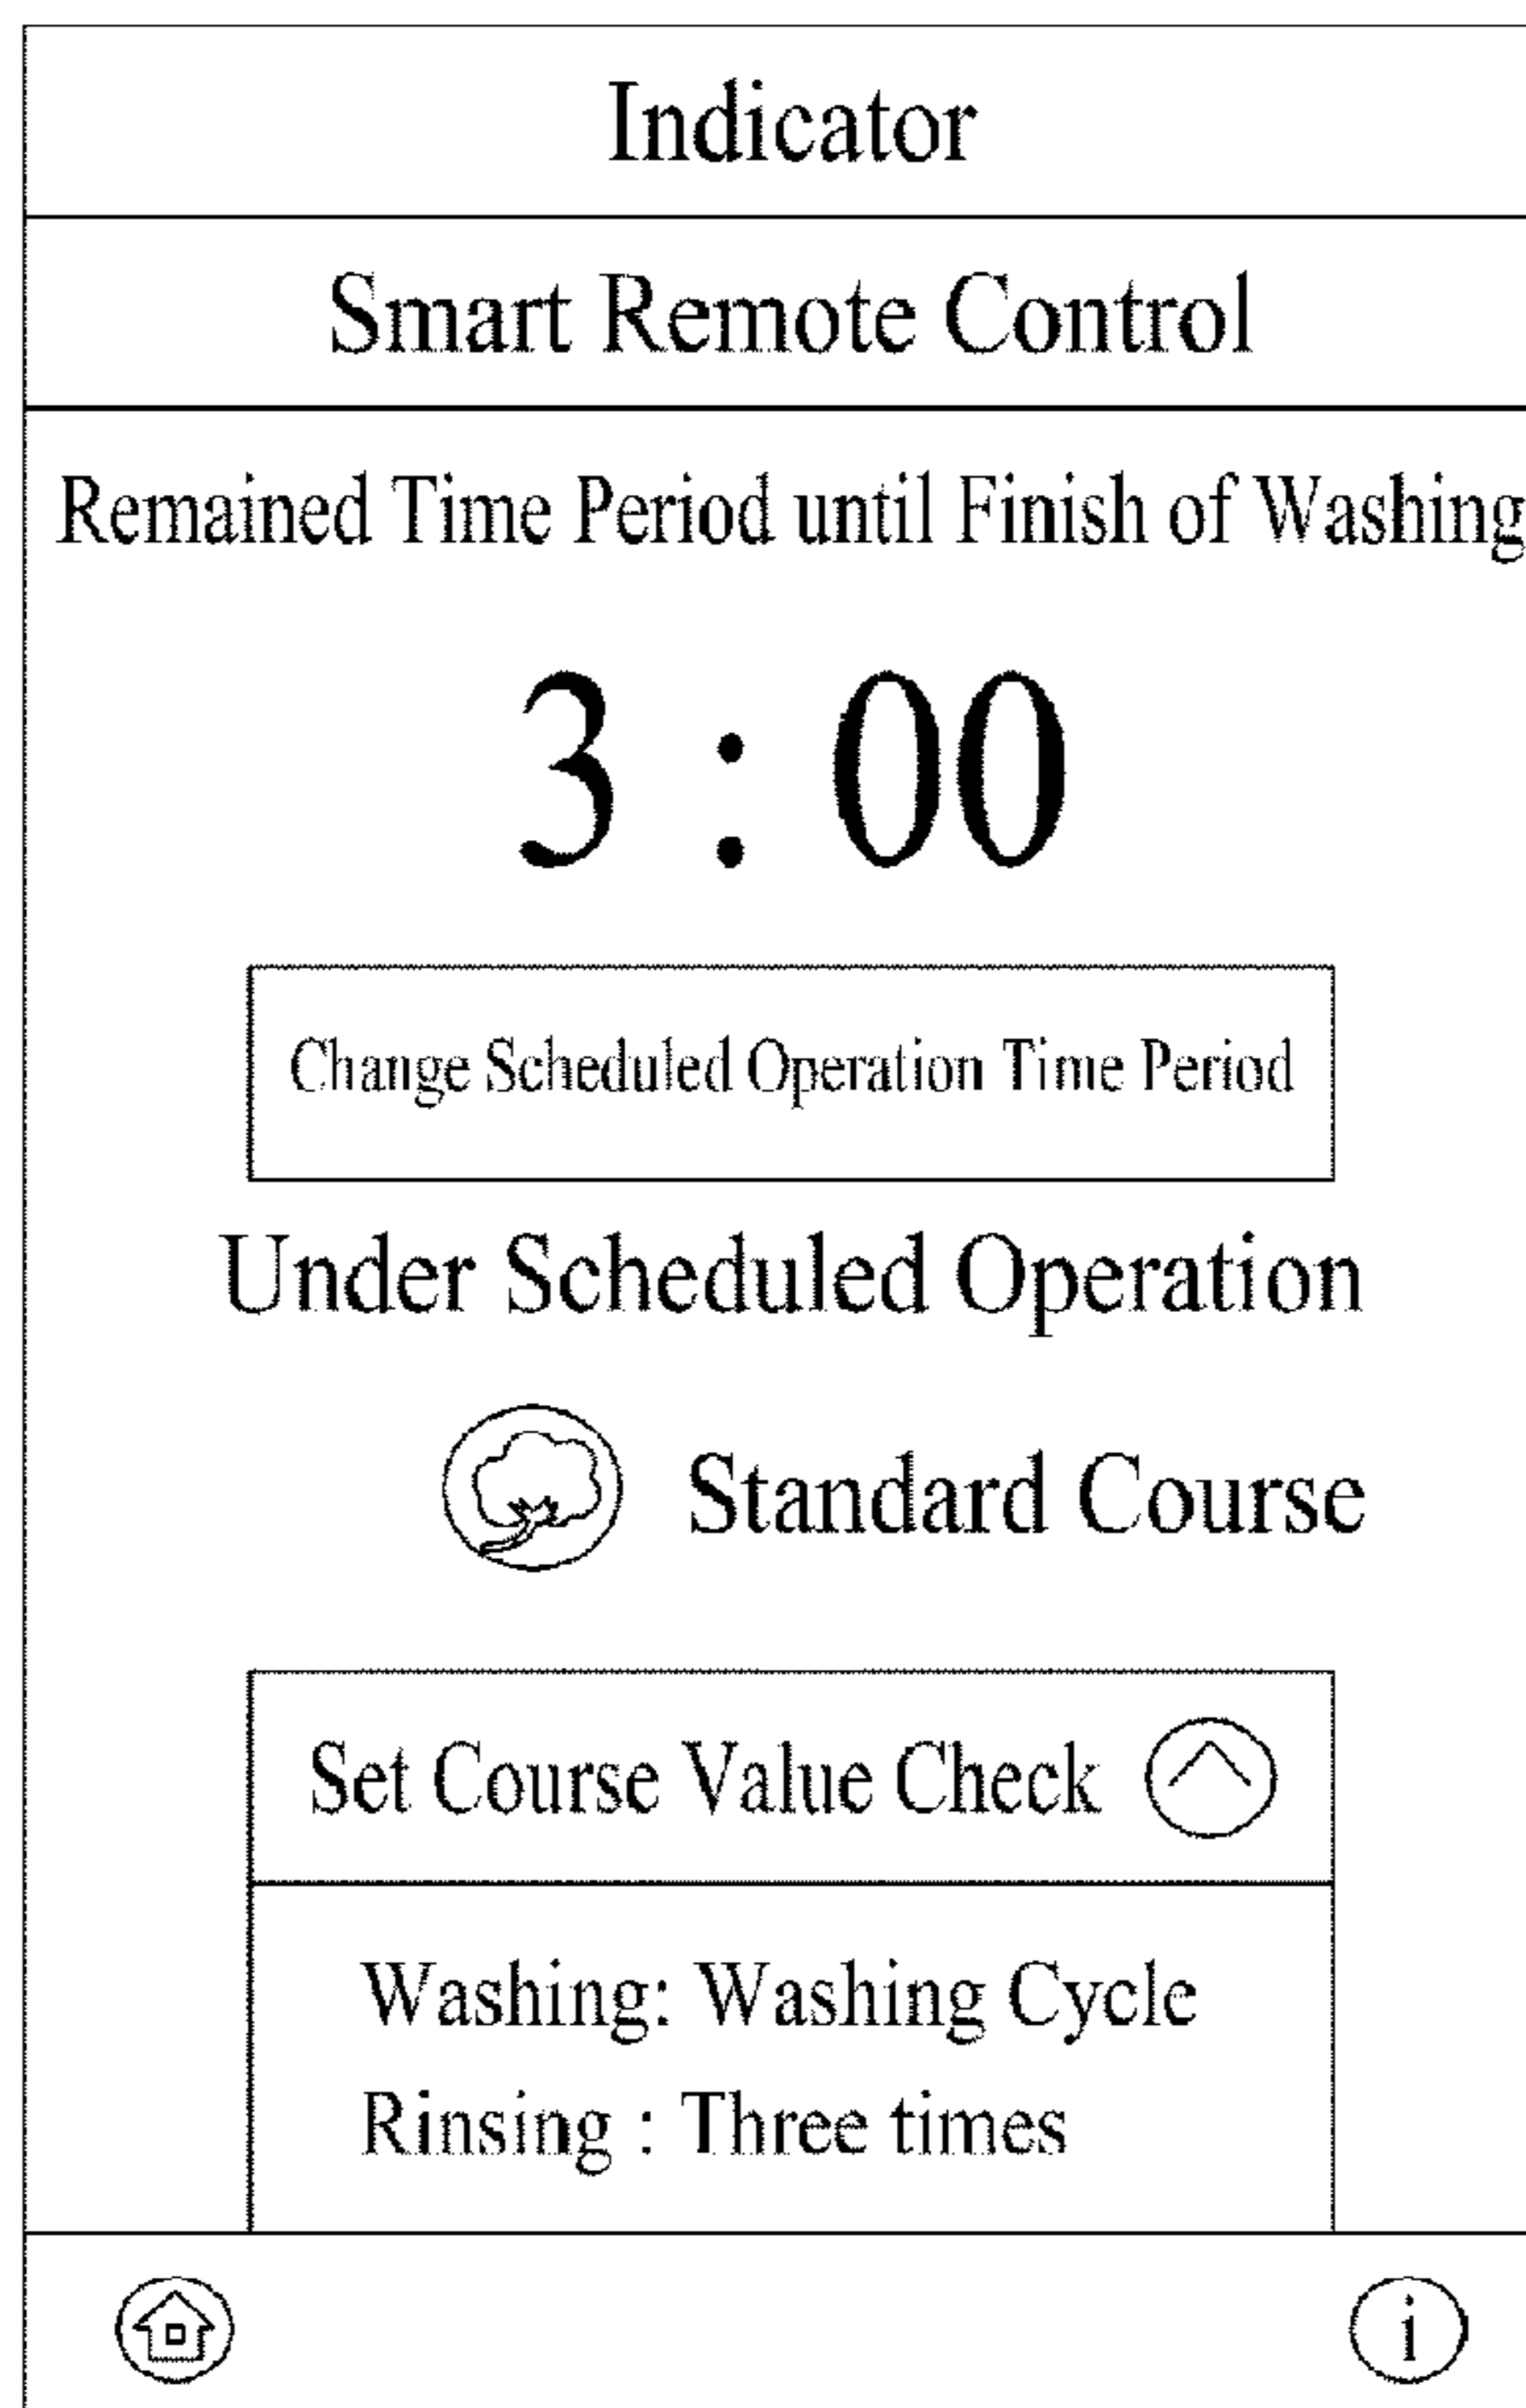 Indicator
Smart Remote Control
Remained Time Period until Finish of Washing
3 : 00
Change Scheduled Operation Time Period
Under Scheduled Operation
Standard Course
Set Course Value Check
Washing: Washing Cycle
Rinsing : Three times
i